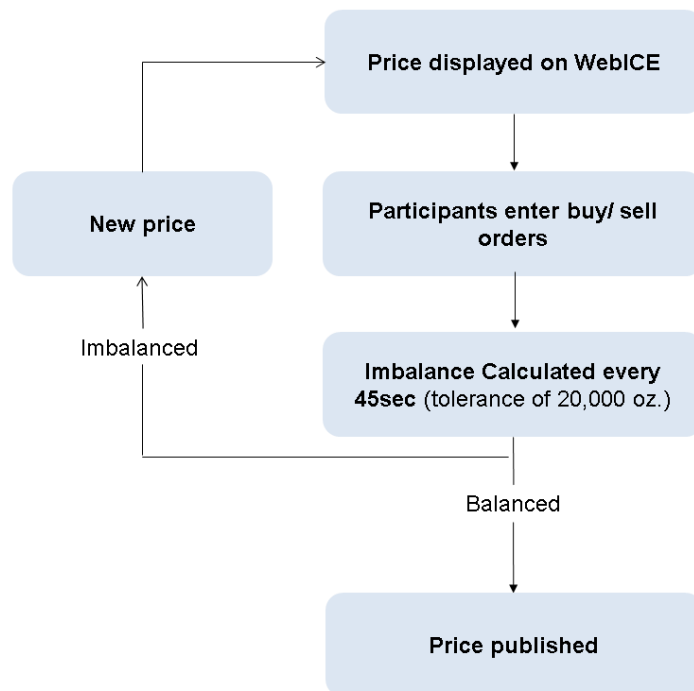 Price displayed on WebICE
New price
Participants enter buy/ sell
orders
Imbalanced
Imbalance Calculated every
45sec (tolerance of 20,000 oz.)
Balanced
Price published